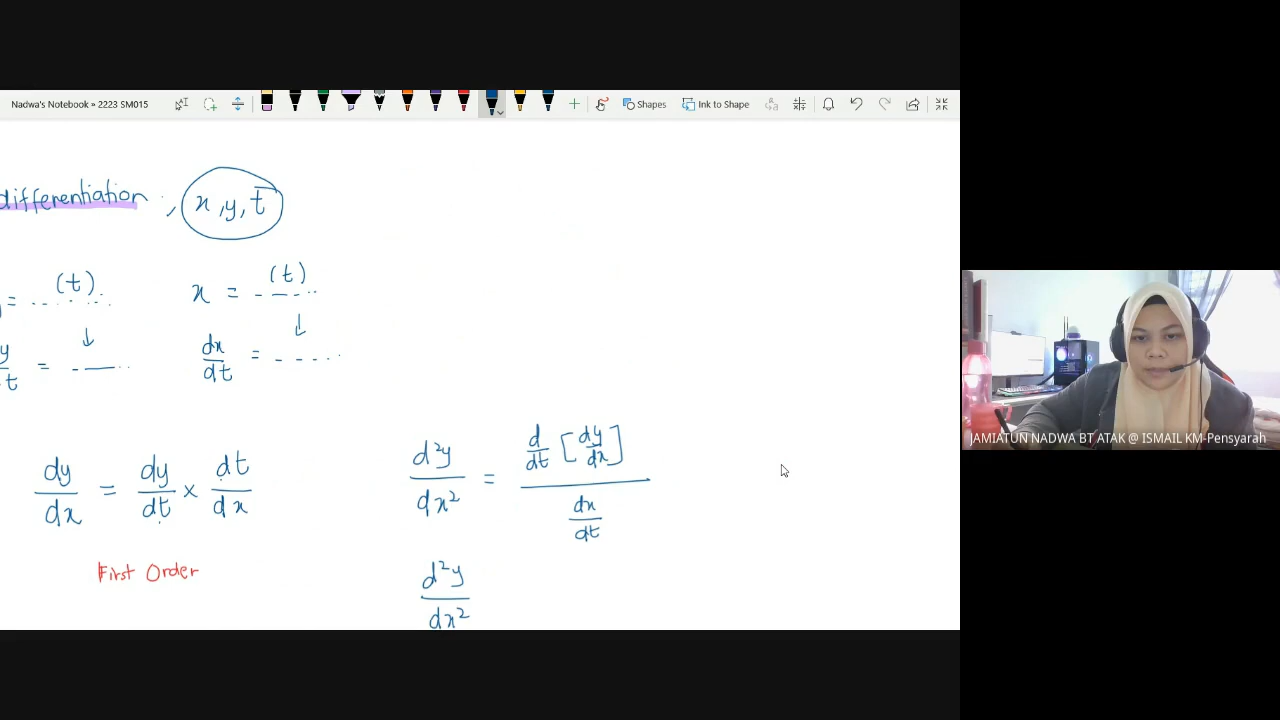 Nadwa's Notebook » 2223 SM015
Shapes
Ink to Shape
differentiation, x, y, t
= (t) x = (t)
= dx/dt =
dy/dx = dy/dt × dt/dx
First Order
d²y/dx² = d/dt [dy/dx] / dx/dt
d²y/dx²
JAMIATUN NADWA BT ATAK @ ISMAIL KM-Pensyarah